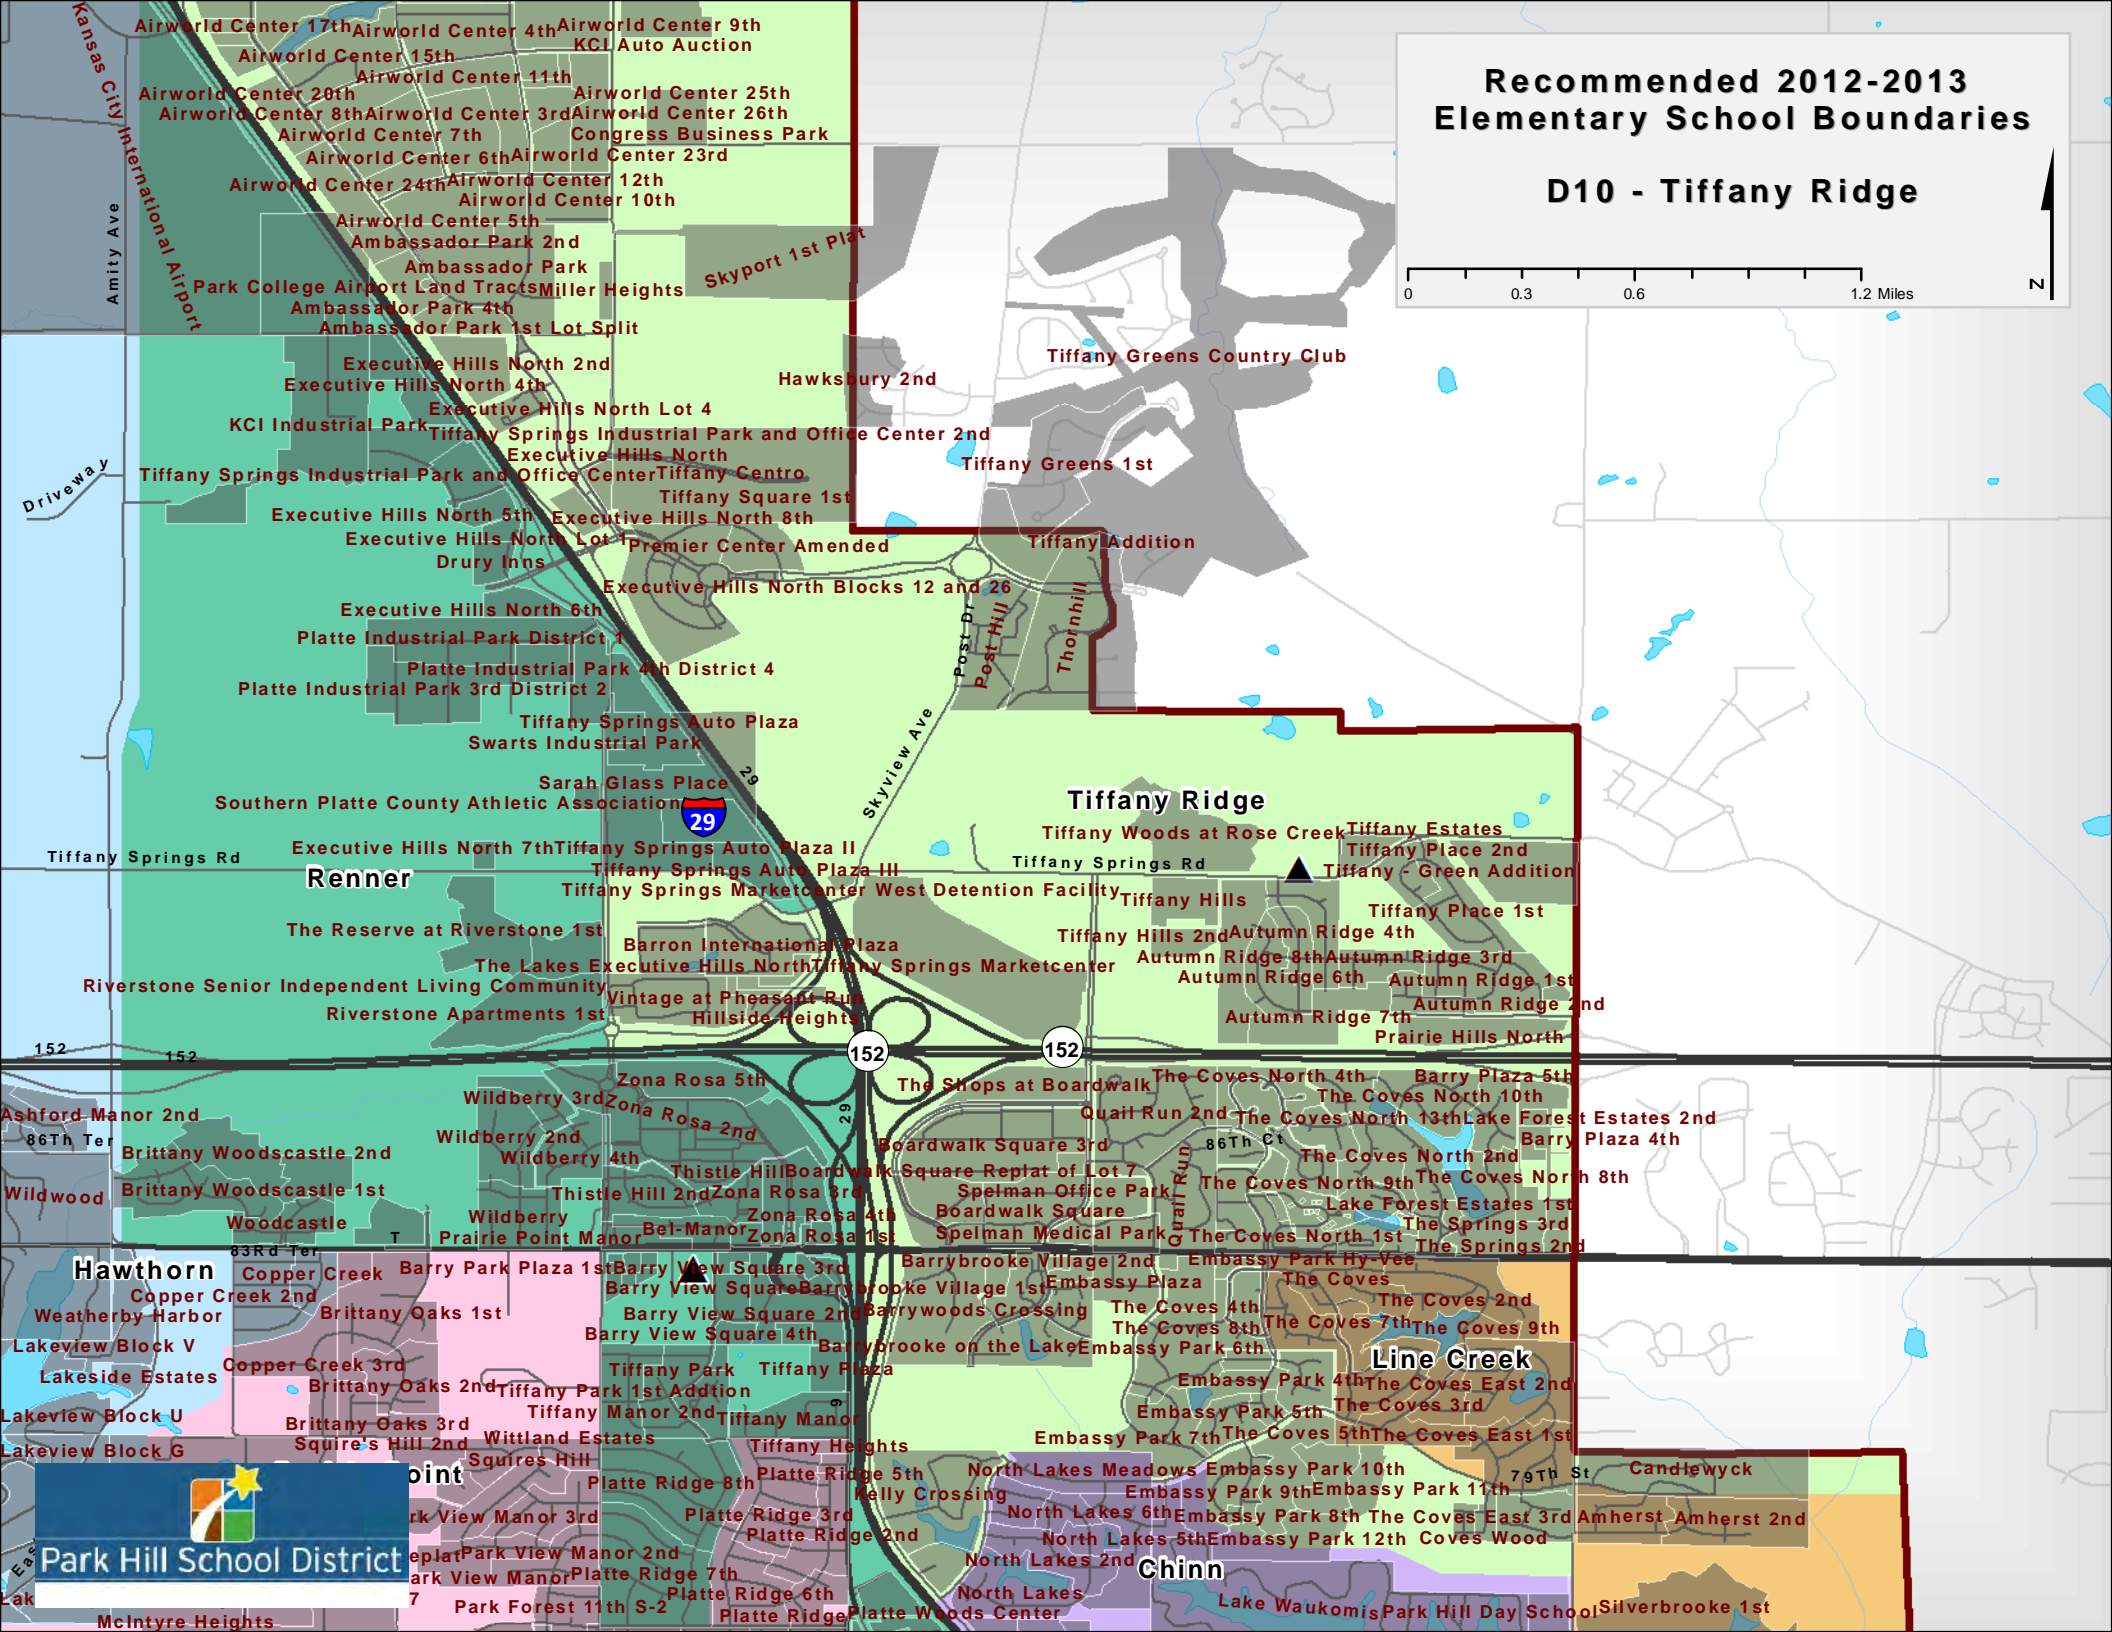 Recommended 2012-2013
Elementary School Boundaries
D10 - Tiffany Ridge
0 0.3 0.6 1.2 Miles
N
Airworld Center 17th
Airworld Center 4th
Airworld Center 9th
KCI Auto Auction
Airworld Center 15th
Airworld Center 11th
Airworld Center 20th
Airworld Center 25th
Airworld Center 8th
Airworld Center 3rd
Airworld Center 26th
Airworld Center 7th
Congress Business Park
Airworld Center 6th
Airworld Center 23rd
Airworld Center 24th
Airworld Center 12th
Airworld Center 10th
Airworld Center 5th
Ambassador Park 2nd
Ambassador Park
Kansas City International Airport
Amity Ave
Skyport 1st Plat
Park College Airport Land Tracts
Miller Heights
Ambassador Park 4th
Ambassador Park 1st Lot Split
Executive Hills North 2nd
Executive Hills North 4th
Tiffany Greens Country Club
Hawksbury 2nd
Executive Hills North Lot 4
KCI Industrial Park
Tiffany Springs Industrial Park and Office Center 2nd
Executive Hills North
Tiffany Springs Industrial Park and Office Center
Tiffany Centro
Tiffany Greens 1st
Driveway
Tiffany Square 1st
Executive Hills North 5th
Executive Hills North 8th
Executive Hills North Lot 1
Premier Center Amended
Tiffany Addition
Drury Inns
Executive Hills North Blocks 12 and 26
Executive Hills North 6th
Post Dr
Post Hill
Thornhill
Platte Industrial Park District 1
Platte Industrial Park 4th District 4
Platte Industrial Park 3rd District 2
Tiffany Springs Auto Plaza
Swarts Industrial Park
Skyview Ave
29
Sarah Glass Place
Southern Platte County Athletic Association
29
Tiffany Ridge
Tiffany Woods at Rose Creek
Tiffany Estates
Executive Hills North 7th
Tiffany Springs Auto Plaza II
Tiffany Place 2nd
Tiffany Springs Rd
Tiffany Springs Rd
Renner
Tiffany Springs Auto Plaza III
Tiffany - Green Addition
Tiffany Springs Marketcenter West Detention Facility
Tiffany Hills
Tiffany Place 1st
The Reserve at Riverstone 1st
Tiffany Hills 2nd
Autumn Ridge 4th
Barron International Plaza
Autumn Ridge 8th
Autumn Ridge 3rd
The Lakes Executive Hills North
Tiffany Springs Marketcenter
Autumn Ridge 6th
Autumn Ridge 1st
Riverstone Senior Independent Living Community
Vintage at Pheasant Run
Autumn Ridge 2nd
Riverstone Apartments 1st
Hillside Heights
Autumn Ridge 7th
Prairie Hills North
152
152
152
152
Zona Rosa 5th
The Shops at Boardwalk
The Coves North 4th
Barry Plaza 5th
Wildberry 3rd
Zona Rosa 2nd
29
The Coves North 10th
Ashford Manor 2nd
Quail Run 2nd
The Coves North 13th
Lake Forest Estates 2nd
86Th Ter
Wildberry 2nd
Boardwalk Square 3rd
86Th Ct
Barry Plaza 4th
Brittany Woodscastle 2nd
Wildberry 4th
The Coves North 2nd
Thistle Hill
Boardwalk Square Replat of Lot 7
The Coves North 9th
The Coves North 8th
Wildwood
Brittany Woodscastle 1st
Thistle Hill 2nd
Zona Rosa 3rd
Spelman Office Park
Quail Run
Lake Forest Estates 1st
Woodcastle
Wildberry
Zona Rosa 4th
Boardwalk Square
The Springs 3rd
T
Prairie Point Manor
Bel-Manor
Zona Rosa 1st
Spelman Medical Park
The Coves North 1st
The Springs 2nd
83Rd Ter
Hawthorn
Copper Creek
Barry Park Plaza 1st
Barry View Square 3rd
Barrybrooke Village 2nd
Embassy Park Hy-Vee
The Coves
Barry View Square
Barrybrooke Village 1st
Embassy Plaza
Copper Creek 2nd
The Coves 2nd
Weatherby Harbor
Brittany Oaks 1st
Barry View Square 2nd
Barrywoods Crossing
The Coves 4th
The Coves 7th
The Coves 9th
The Coves 8th
Barry View Square 4th
Lakeview Block V
Barrybrooke on the Lake
Embassy Park 6th
Line Creek
Copper Creek 3rd
Lakeside Estates
Tiffany Park
Tiffany Plaza
Brittany Oaks 2nd
Tiffany Park 1st Addtion
Embassy Park 4th
The Coves East 2nd
Lakeview Block U
Tiffany Manor 2nd
Tiffany Manor
9
Embassy Park 5th
The Coves 3rd
Brittany Oaks 3rd
Wittland Estates
Embassy Park 7th
The Coves 5th
The Coves East 1st
Squire's Hill 2nd
Tiffany Heights
Lakeview Block G
Squires Hill
oint
Platte Ridge 8th
Platte Ridge 5th
North Lakes Meadows
Embassy Park 10th
79Th St
Candlewyck
Kelly Crossing
Embassy Park 9th
Embassy Park 11th
rk View Manor 3rd
Platte Ridge 3rd
North Lakes 6th
Embassy Park 8th
The Coves East 3rd
Amherst
Amherst 2nd
Platte Ridge 2nd
North Lakes 5th
Embassy Park 12th
Coves Wood
eplat
Park View Manor 2nd
North Lakes 2nd
Chinn
Park Hill School District
ark View Manor
Platte Ridge 7th
Eas
Lak
7
Platte Ridge 6th
North Lakes
Park Forest 11th S-2
Platte Ridge
Platte Woods Center
Lake Waukomis
Park Hill Day School
Silverbrooke 1st
McIntyre Heights